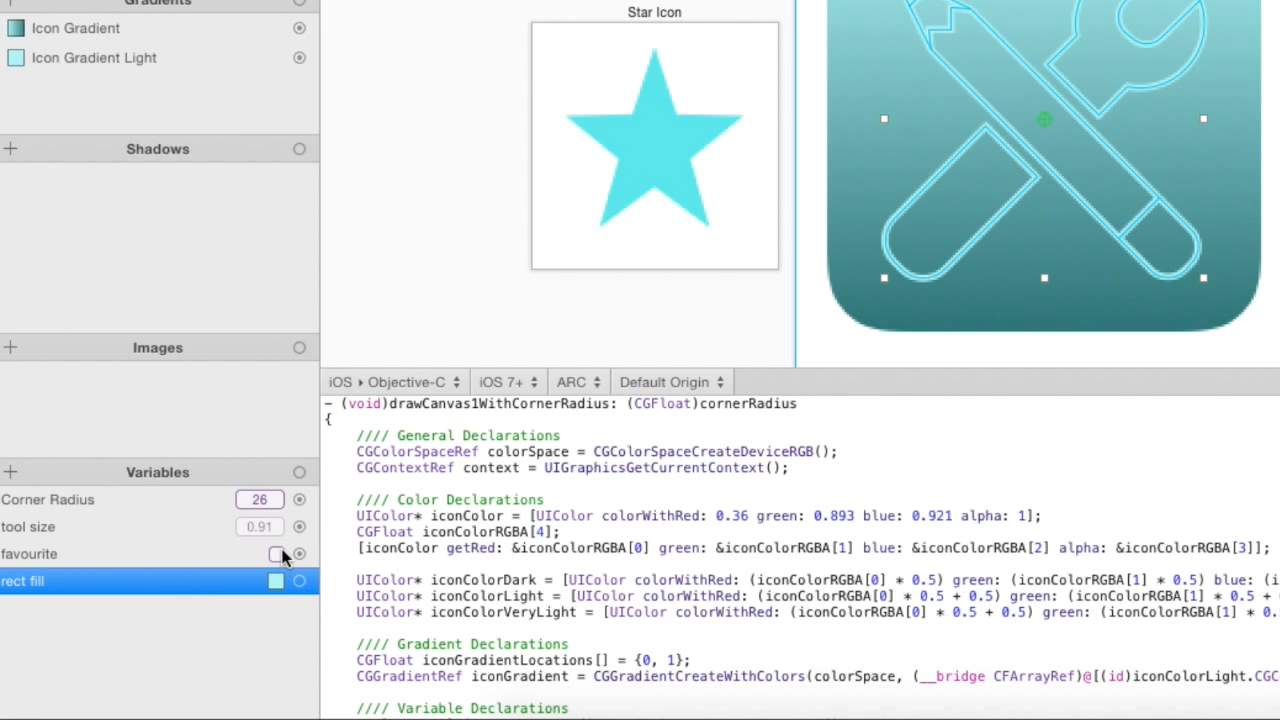 Gradients
Icon Gradient
Icon Gradient Light
Shadows
Images
Variables
Corner Radius 26
tool size 0.91
favourite
rect fill
Star Icon
iOS ▸ Objective-C iOS 7+ ARC Default Origin
– (void)drawCanvas1WithCornerRadius: (CGFloat)cornerRadius
{
//// General Declarations
CGColorSpaceRef colorSpace = CGColorSpaceCreateDeviceRGB();
CGContextRef context = UIGraphicsGetCurrentContext();
//// Color Declarations
UIColor* iconColor = [UIColor colorWithRed: 0.36 green: 0.893 blue: 0.921 alpha: 1];
CGFloat iconColorRGBA[4];
[iconColor getRed: &iconColorRGBA[0] green: &iconColorRGBA[1] blue: &iconColorRGBA[2] alpha: &iconColorRGBA[3]];
UIColor* iconColorDark = [UIColor colorWithRed: (iconColorRGBA[0] * 0.5) green: (iconColorRGBA[1] * 0.5) blue: (i
UIColor* iconColorLight = [UIColor colorWithRed: (iconColorRGBA[0] * 0.5 + 0.5) green: (iconColorRGBA[1] * 0.5 +
UIColor* iconColorVeryLight = [UIColor colorWithRed: (iconColorRGBA[0] * 0.5 + 0.5) green: (iconColorRGBA[1] * 0.
//// Gradient Declarations
CGFloat iconGradientLocations[] = {0, 1};
CGGradientRef iconGradient = CGGradientCreateWithColors(colorSpace, (__bridge CFArrayRef)@[(id)iconColorLight.CGC
//// Variable Declarations